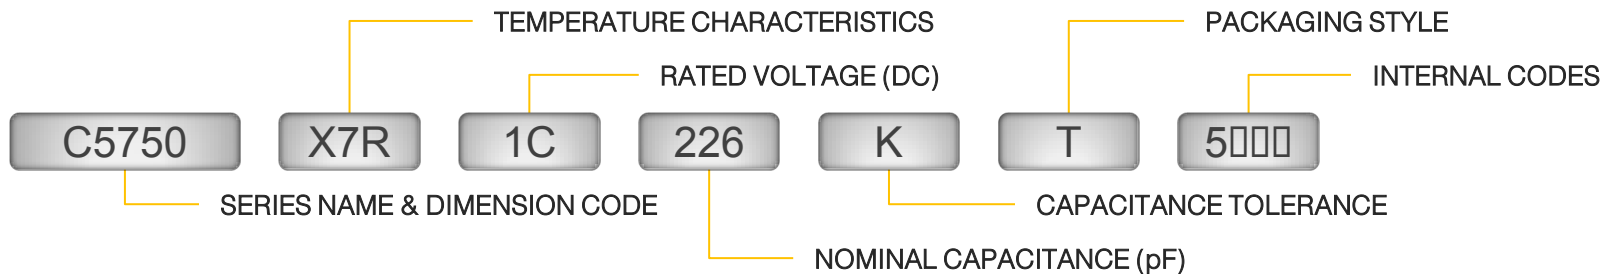 TEMPERATURE CHARACTERISTICS
PACKAGING STYLE
RATED VOLTAGE (DC)
INTERNAL CODES
C5750 X7R 1C 226 K T 5▯▯▯
SERIES NAME & DIMENSION CODE
CAPACITANCE TOLERANCE
NOMINAL CAPACITANCE (pF)